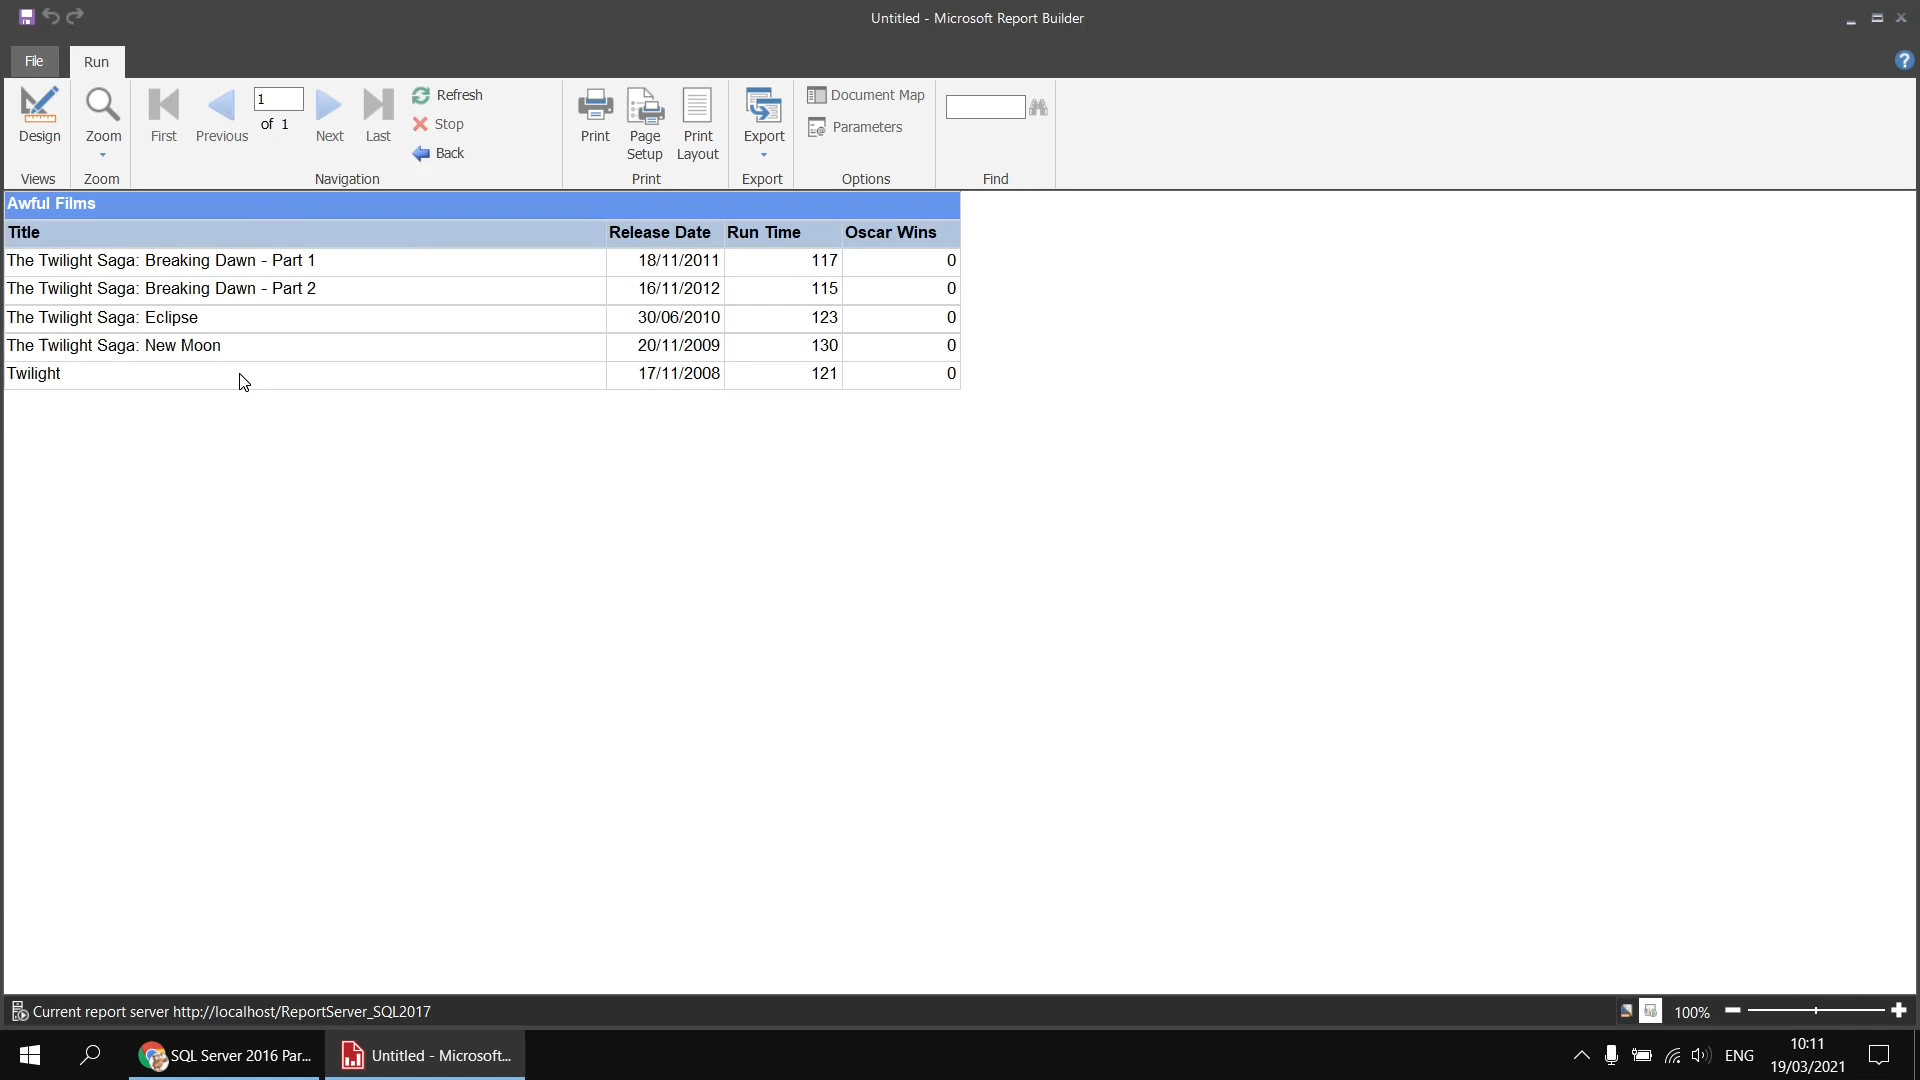 Untitled - Microsoft Report Builder
File
Run
Design
Zoom
First
Previous
1
of 1
Next
Last
Refresh
Stop
Back
Print
Page Setup
Print Layout
Export
Document Map
Parameters
Views
Zoom
Navigation
Print
Export
Options
Find
Awful Films
Title Release Date Run Time Oscar Wins
The Twilight Saga: Breaking Dawn - Part 1 18/11/2011 117 0
The Twilight Saga: Breaking Dawn - Part 2 16/11/2012 115 0
The Twilight Saga: Eclipse 30/06/2010 123 0
The Twilight Saga: New Moon 20/11/2009 130 0
Twilight 17/11/2008 121 0
Current report server http://localhost/ReportServer_SQL2017
100%
SQL Server 2016 Par...
Untitled - Microsoft...
ENG
10:11
19/03/2021